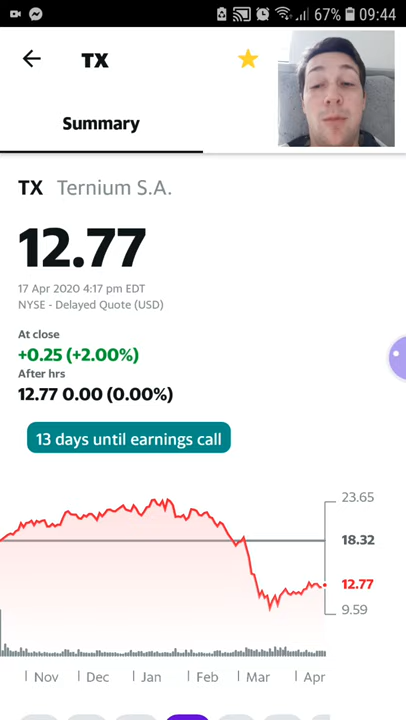 67% 09:44
TX
Summary
TX Ternium S.A.
12.77
17 Apr 2020 4:17 pm EDT
NYSE - Delayed Quote (USD)
At close
+0.25 (+2.00%)
After hrs
12.77 0.00 (0.00%)
13 days until earnings call
23.65
18.32
12.77
9.59
Nov Dec Jan Feb Mar Apr